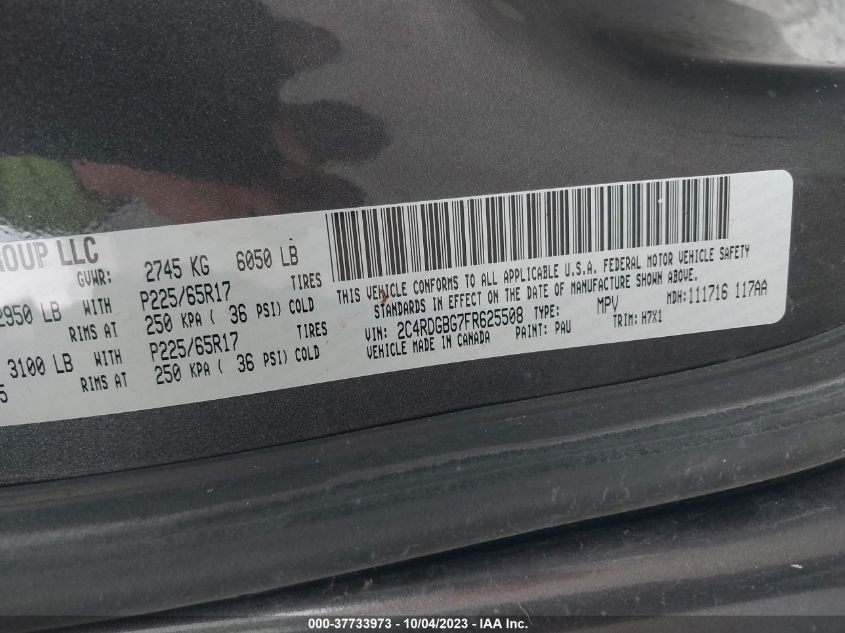 ROUP LLC
GVWR: 2745 KG 6050 LB
2950 LB WITH P225/65R17 TIRES
RIMS AT 250 KPA ( 36 PSI) COLD
3100 LB WITH P225/65R17 TIRES
5 RIMS AT 250 KPA ( 36 PSI) COLD
THIS VEHICLE CONFORMS TO ALL APPLICABLE U.S.A. FEDERAL MOTOR VEHICLE SAFETY
STANDARDS IN EFFECT ON THE DATE OF MANUFACTURE SHOWN ABOVE.
VIN: 2C4RDGBG7FR625508 TYPE: MPV MDH: 111716 117AA
VEHICLE MADE IN CANADA PAINT: PAU TRIM: H7X1
000-37733973 - 10/04/2023 - IAA Inc.